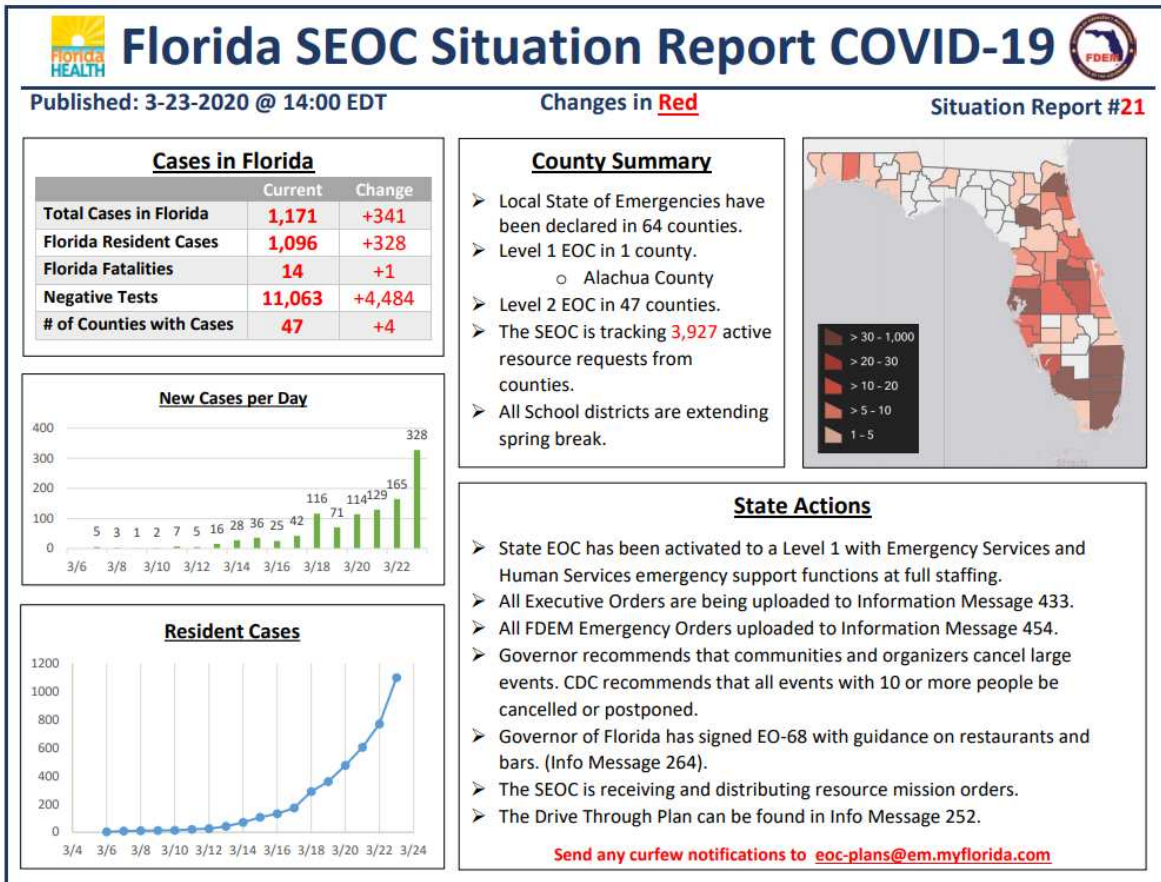 Florida
HEALTH
Florida SEOC Situation Report COVID-19
FDEM
Published: 3-23-2020 @ 14:00 EDT
Changes in Red
Situation Report #21
Cases in Florida
Current Change
Total Cases in Florida 1,171 +341
Florida Resident Cases 1,096 +328
Florida Fatalities 14 +1
Negative Tests 11,063 +4,484
# of Counties with Cases 47 +4
New Cases per Day
400
300
200
100
0
5 3 1 2 7 5 16 28 36 25 42 116 71 114 129 165 328
3/6 3/8 3/10 3/12 3/14 3/16 3/18 3/20 3/22
Resident Cases
1200
1000
800
600
400
200
0
3/4 3/6 3/8 3/10 3/12 3/14 3/16 3/18 3/20 3/22 3/24
County Summary
➢ Local State of Emergencies have
been declared in 64 counties.
➢ Level 1 EOC in 1 county.
o Alachua County
➢ Level 2 EOC in 47 counties.
➢ The SEOC is tracking 3,927 active
resource requests from
counties.
➢ All School districts are extending
spring break.
> 30 - 1,000
> 20 - 30
> 10 - 20
> 5 - 10
1 - 5
State Actions
➢ State EOC has been activated to a Level 1 with Emergency Services and
Human Services emergency support functions at full staffing.
➢ All Executive Orders are being uploaded to Information Message 433.
➢ All FDEM Emergency Orders uploaded to Information Message 454.
➢ Governor recommends that communities and organizers cancel large
events. CDC recommends that all events with 10 or more people be
cancelled or postponed.
➢ Governor of Florida has signed EO-68 with guidance on restaurants and
bars. (Info Message 264).
➢ The SEOC is receiving and distributing resource mission orders.
➢ The Drive Through Plan can be found in Info Message 252.
Send any curfew notifications to eoc-plans@em.myflorida.com